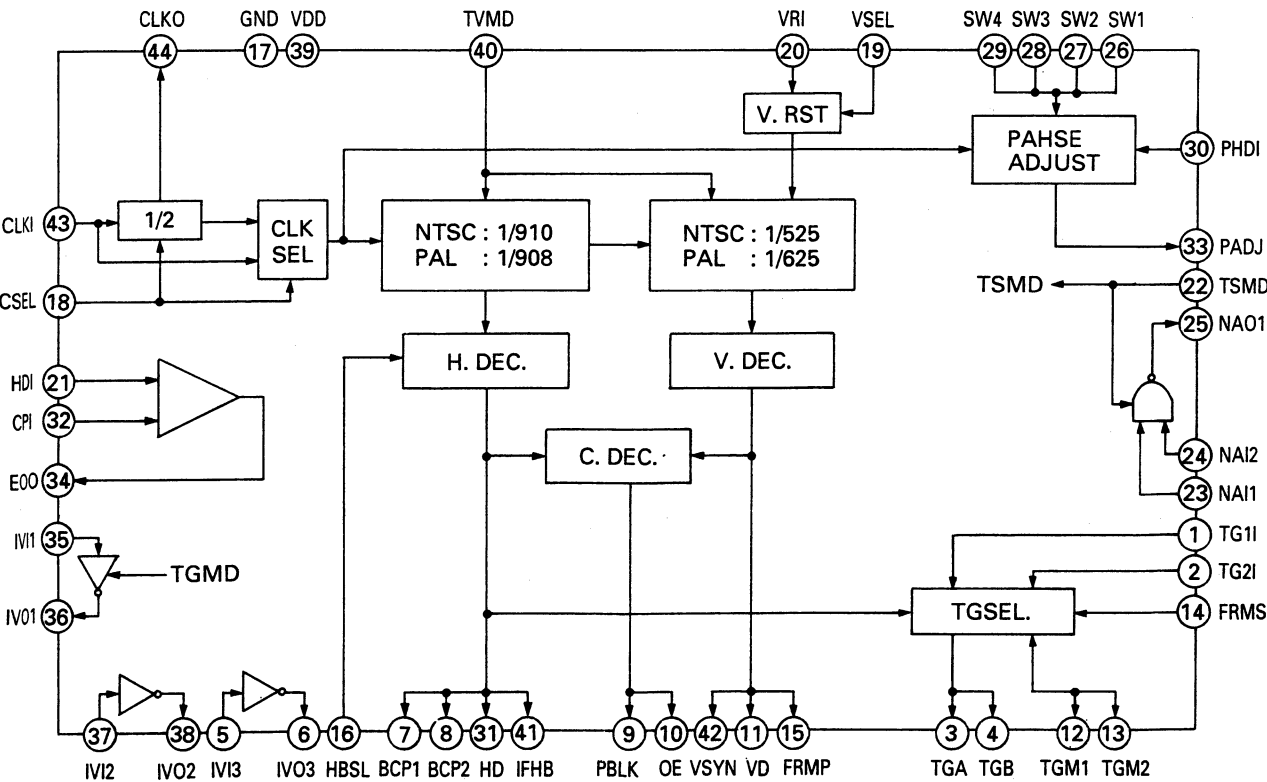 CLKO GND VDD TVMD VRI VSEL SW4 SW3 SW2 SW1
44 17 39 40 20 19 29 28 27 26
V. RST
PAHSE
ADJUST
30 PHDI
CLKI 43
1/2
CLK
SEL
NTSC : 1/910
PAL : 1/908
NTSC : 1/525
PAL : 1/625
33 PADJ
CSEL 18
TSMD
22 TSMD
25 NAO1
H. DEC.
V. DEC.
HDI 21
CPI 32
C. DEC.
24 NAI2
EOO 34
23 NAI1
IVI1 35
1 TG1I
TGMD
2 TG2I
IVO1 36
TGSEL.
14 FRMS
37 38 5 6 16 7 8 31 41 9 10 42 11 15 3 4 12 13
IVI2 IVO2 IVI3 IVO3 HBSL BCP1 BCP2 HD IFHB PBLK OE VSYN VD FRMP TGA TGB TGM1 TGM2